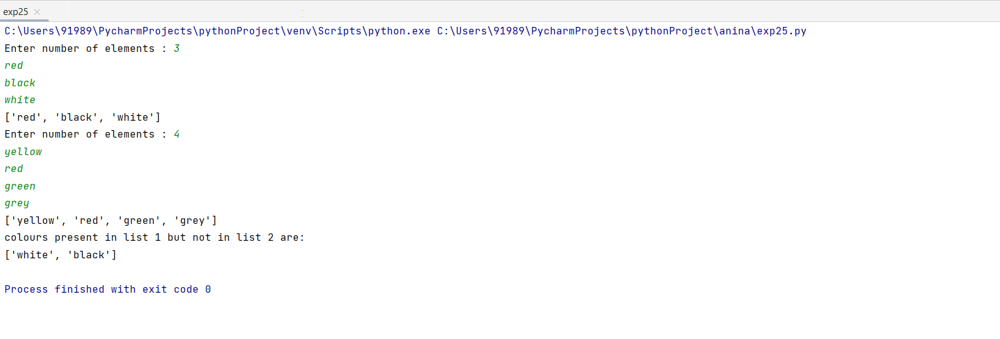 exp25
C:\Users\91989\PycharmProjects\pythonProject\venv\Scripts\python.exe C:\Users\91989\PycharmProjects\pythonProject\anina\exp25.py
Enter number of elements : 3
red
black
white
['red', 'black', 'white']
Enter number of elements : 4
yellow
red
green
grey
['yellow', 'red', 'green', 'grey']
colours present in list 1 but not in list 2 are:
['white', 'black']
Process finished with exit code 0